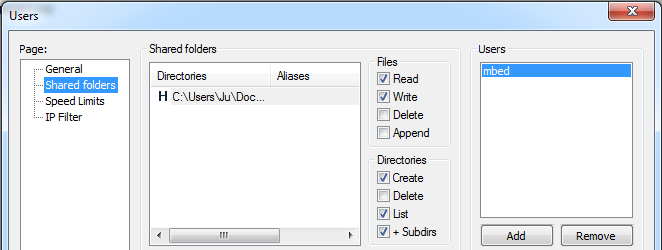 Users
Page:
General
Shared folders
Speed Limits
IP Filter
Shared folders
Directories Aliases
H C:\Users\Ju\Doc...
Files
Read
Write
Delete
Append
Directories
Create
Delete
List
+ Subdirs
Users
mbed
Add Remove